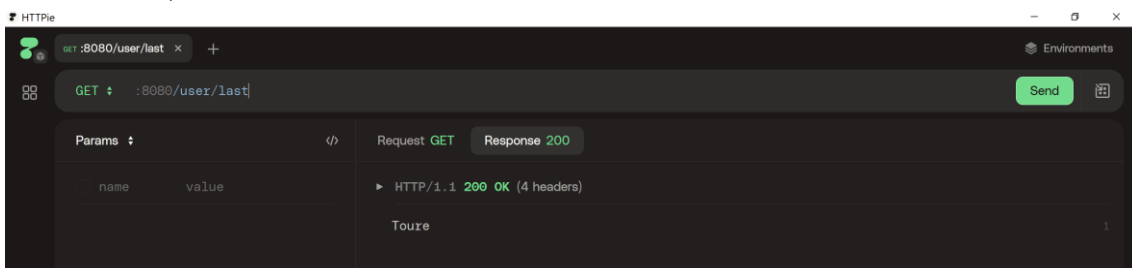 HTTPie
GET :8080/user/last × +
Environments
GET :8080/user/last
Send
Params </>
Request GET Response 200
name value
▶ HTTP/1.1 200 OK (4 headers)
Toure 1